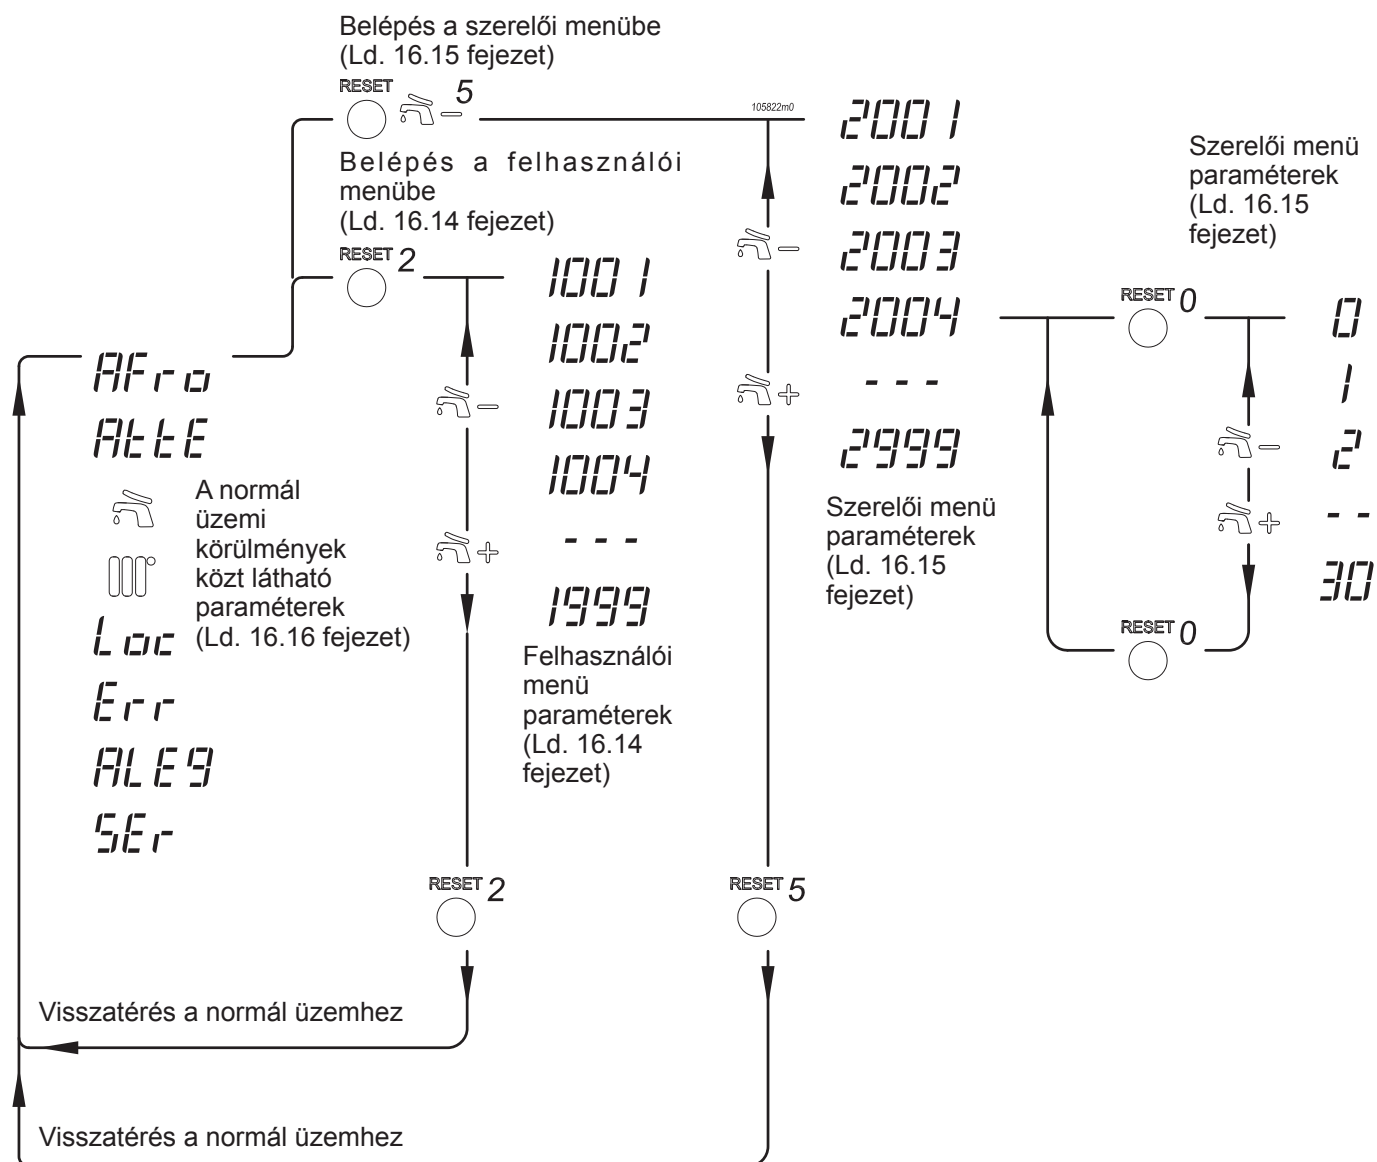 Belépés a szerelői menübe
(Ld. 16.15 fejezet)
RESET 5
105822m0
Belépés a felhasználói
menübe
(Ld. 16.14 fejezet)
RESET 2
AFro
AttE
A normál
üzemi
körülmények
közt látható
paraméterek
(Ld. 16.16 fejezet)
Loc
Err
ALE9
SEr
1001
1002
1003
1004
- - -
1999
Felhasználói
menü
paraméterek
(Ld. 16.14
fejezet)
2001
2002
2003
2004
- - -
2999
Szerelői menü
paraméterek
(Ld. 16.15
fejezet)
Szerelői menü
paraméterek
(Ld. 16.15
fejezet)
RESET 0
0
1
2
- -
30
RESET 0
RESET 2
RESET 5
Visszatérés a normál üzemhez
Visszatérés a normál üzemhez